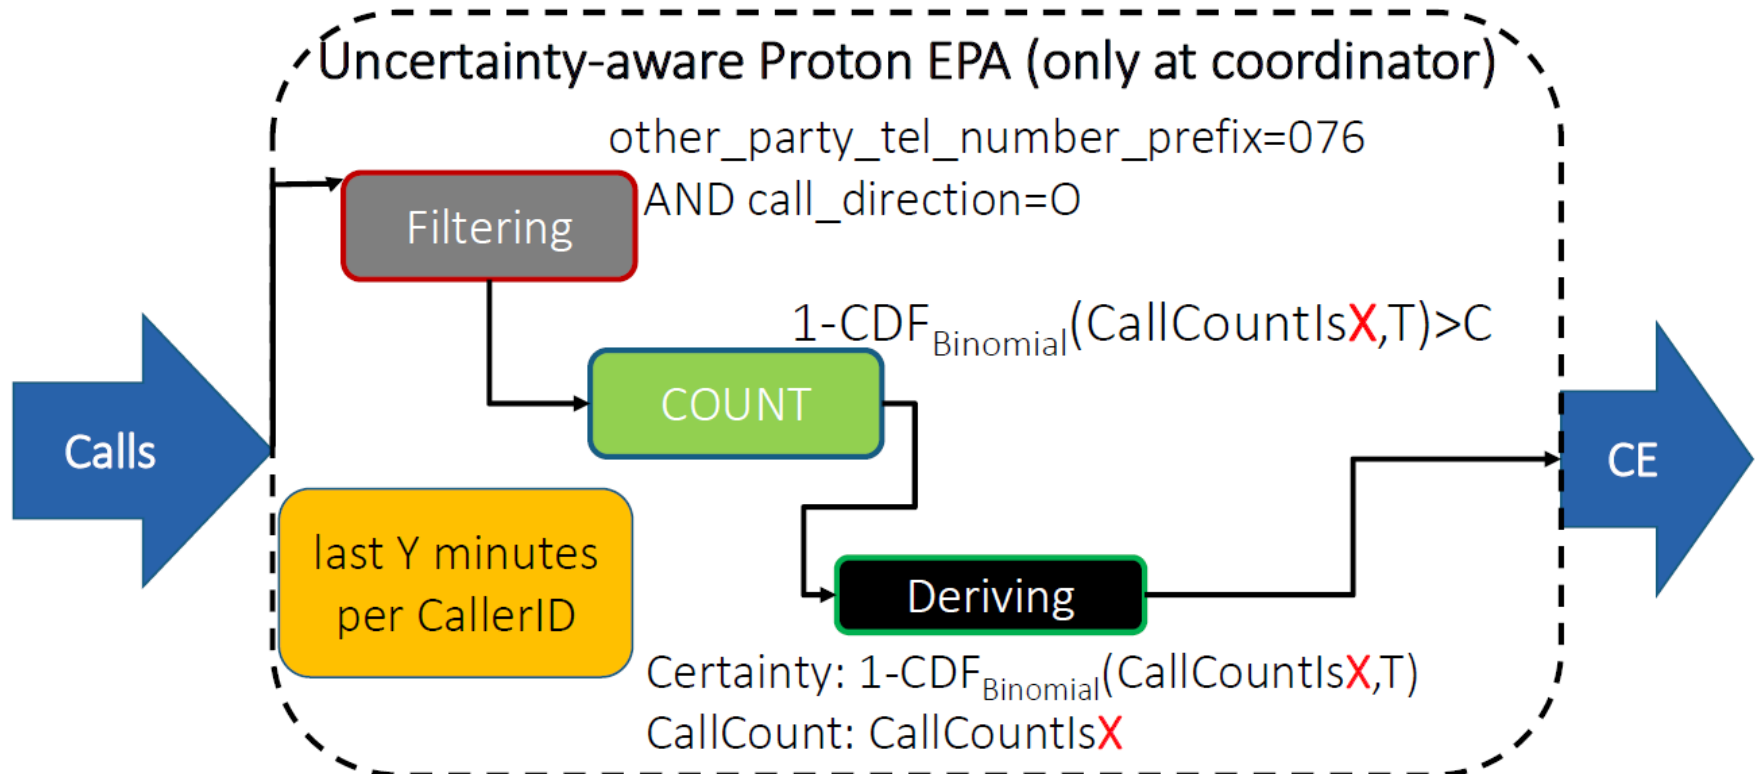 Uncertainty-aware Proton EPA (only at coordinator)
other_party_tel_number_prefix=076
AND call_direction=O
Filtering
1-CDFBinomial(CallCountIsX,T)>C
COUNT
Calls
CE
last Y minutes
per CallerID
Deriving
Certainty: 1-CDFBinomial(CallCountIsX,T)
CallCount: CallCountIsX